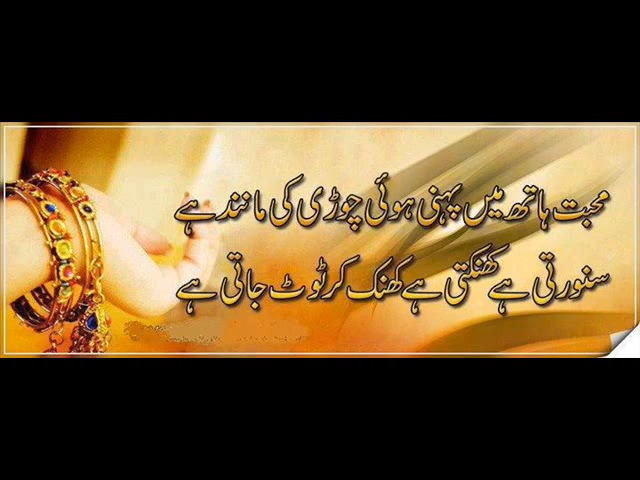 محبت ہاتھ میں پہنی ہوئی چوڑی کی مانند ہے
سنورتی ہے کھنکتی ہے کھنک کر ٹوٹ جاتی ہے